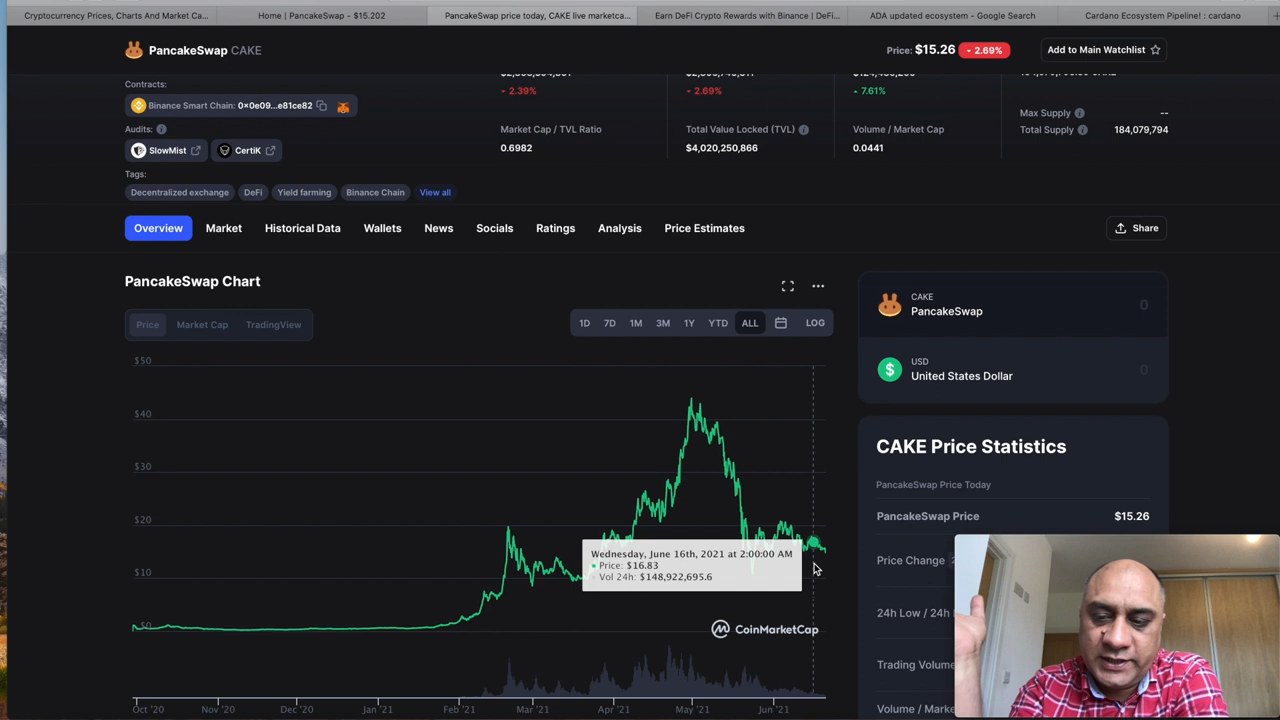 Cryptocurrency Prices, Charts And Market Ca...
Home | PancakeSwap - $15.202
PancakeSwap price today, CAKE live marketca...
Earn DeFi Crypto Rewards with Binance | DeFi...
ADA updated ecosystem - Google Search
Cardano Ecosystem Pipeline! : cardano
PancakeSwap CAKE
Price: $15.26 2.69%
Add to Main Watchlist
Contracts:
Binance Smart Chain: 0x0e09...e81ce82
Audits:
SlowMist
CertiK
Tags:
Decentralized exchange
DeFi
Yield farming
Binance Chain
View all
2.39%
2.69%
7.61%
Market Cap / TVL Ratio
0.6982
Total Value Locked (TVL)
$4,020,250,866
Volume / Market Cap
0.0441
Max Supply --
Total Supply 184,079,794
Overview
Market
Historical Data
Wallets
News
Socials
Ratings
Analysis
Price Estimates
Share
PancakeSwap Chart
Price
Market Cap
TradingView
1D 7D 1M 3M 1Y YTD ALL LOG
$50
$40
$30
$20
$10
$0
Wednesday, June 16th, 2021 at 2:00:00 AM
Price: $16.83
Vol 24h: $148,922,695.6
CoinMarketCap
Oct '20 Nov '20 Dec '20 Jan '21 Feb '21 Mar '21 Apr '21 May '21 Jun '21
CAKE
PancakeSwap 0
USD
United States Dollar 0
CAKE Price Statistics
PancakeSwap Price Today
PancakeSwap Price $15.26
Price Change
24h Low / 24h
Trading Volum
Volume / Market